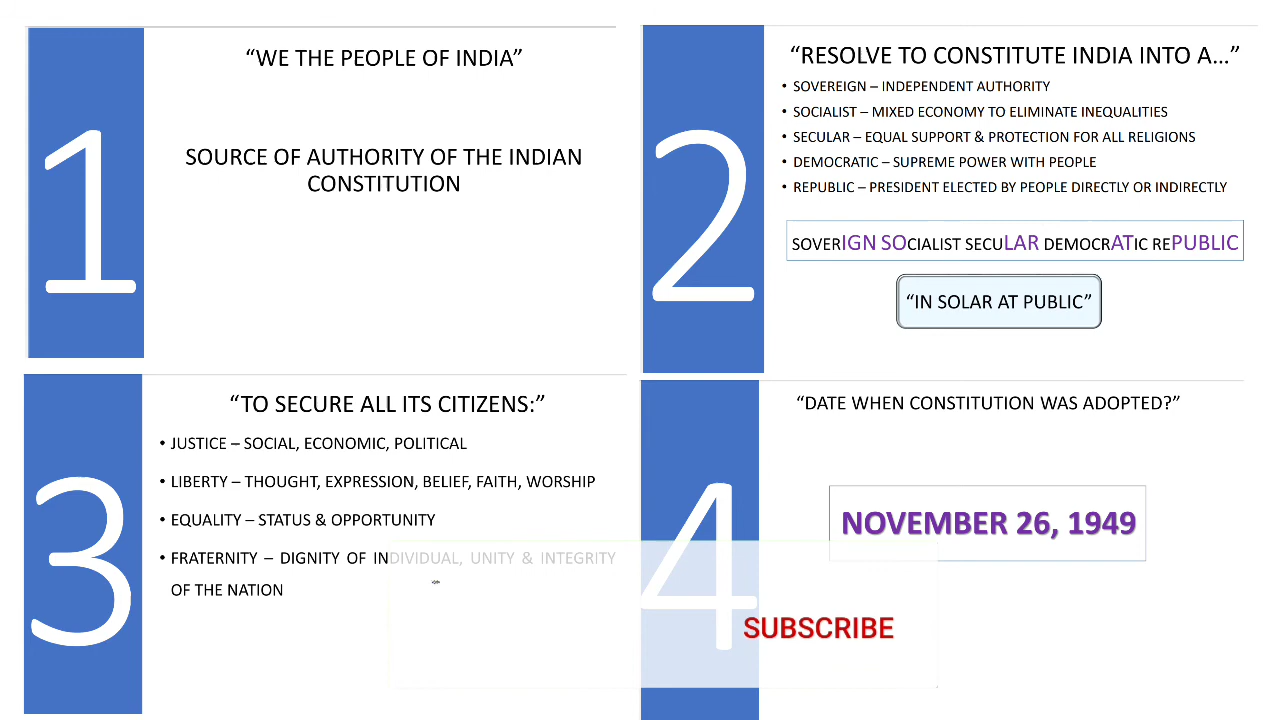 1
“WE THE PEOPLE OF INDIA”
SOURCE OF AUTHORITY OF THE INDIAN
CONSTITUTION
2
“RESOLVE TO CONSTITUTE INDIA INTO A...”
• SOVEREIGN – INDEPENDENT AUTHORITY
• SOCIALIST – MIXED ECONOMY TO ELIMINATE INEQUALITIES
• SECULAR – EQUAL SUPPORT & PROTECTION FOR ALL RELIGIONS
• DEMOCRATIC – SUPREME POWER WITH PEOPLE
• REPUBLIC – PRESIDENT ELECTED BY PEOPLE DIRECTLY OR INDIRECTLY
SOVERIGN SOCIALIST SECULAR DEMOCRATIC REPUBLIC
“IN SOLAR AT PUBLIC”
3
“TO SECURE ALL ITS CITIZENS:”
• JUSTICE – SOCIAL, ECONOMIC, POLITICAL
• LIBERTY – THOUGHT, EXPRESSION, BELIEF, FAITH, WORSHIP
• EQUALITY – STATUS & OPPORTUNITY
• FRATERNITY – DIGNITY OF INDIVIDUAL, UNITY & INTEGRITY
OF THE NATION
4
“DATE WHEN CONSTITUTION WAS ADOPTED?”
NOVEMBER 26, 1949
SUBSCRIBE